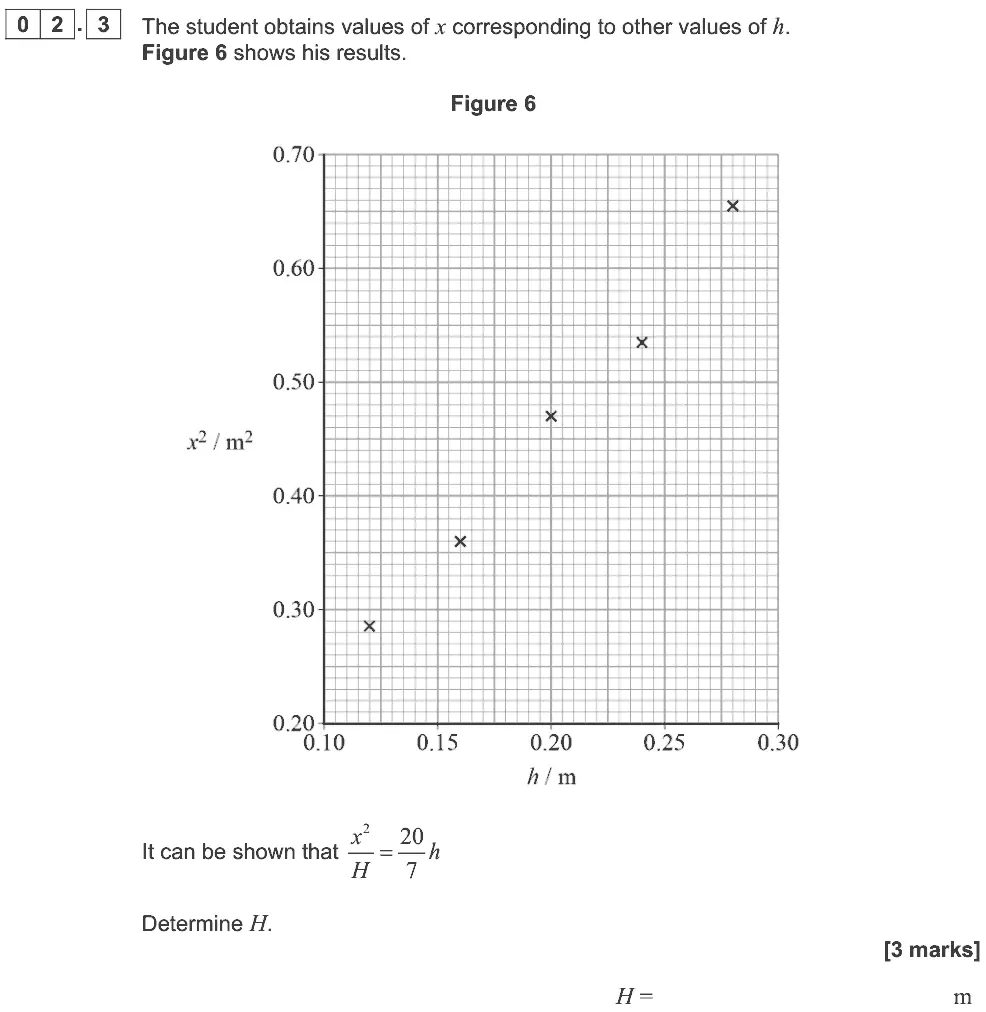 0 2 . 3 The student obtains values of x corresponding to other values of h.
Figure 6 shows his results.
Figure 6
0.70
0.60
0.50
x² / m²
0.40
0.30
0.20
0.10 0.15 0.20 0.25 0.30
h / m
It can be shown that x²/H = 20/7 h
Determine H.
[3 marks]
H = m